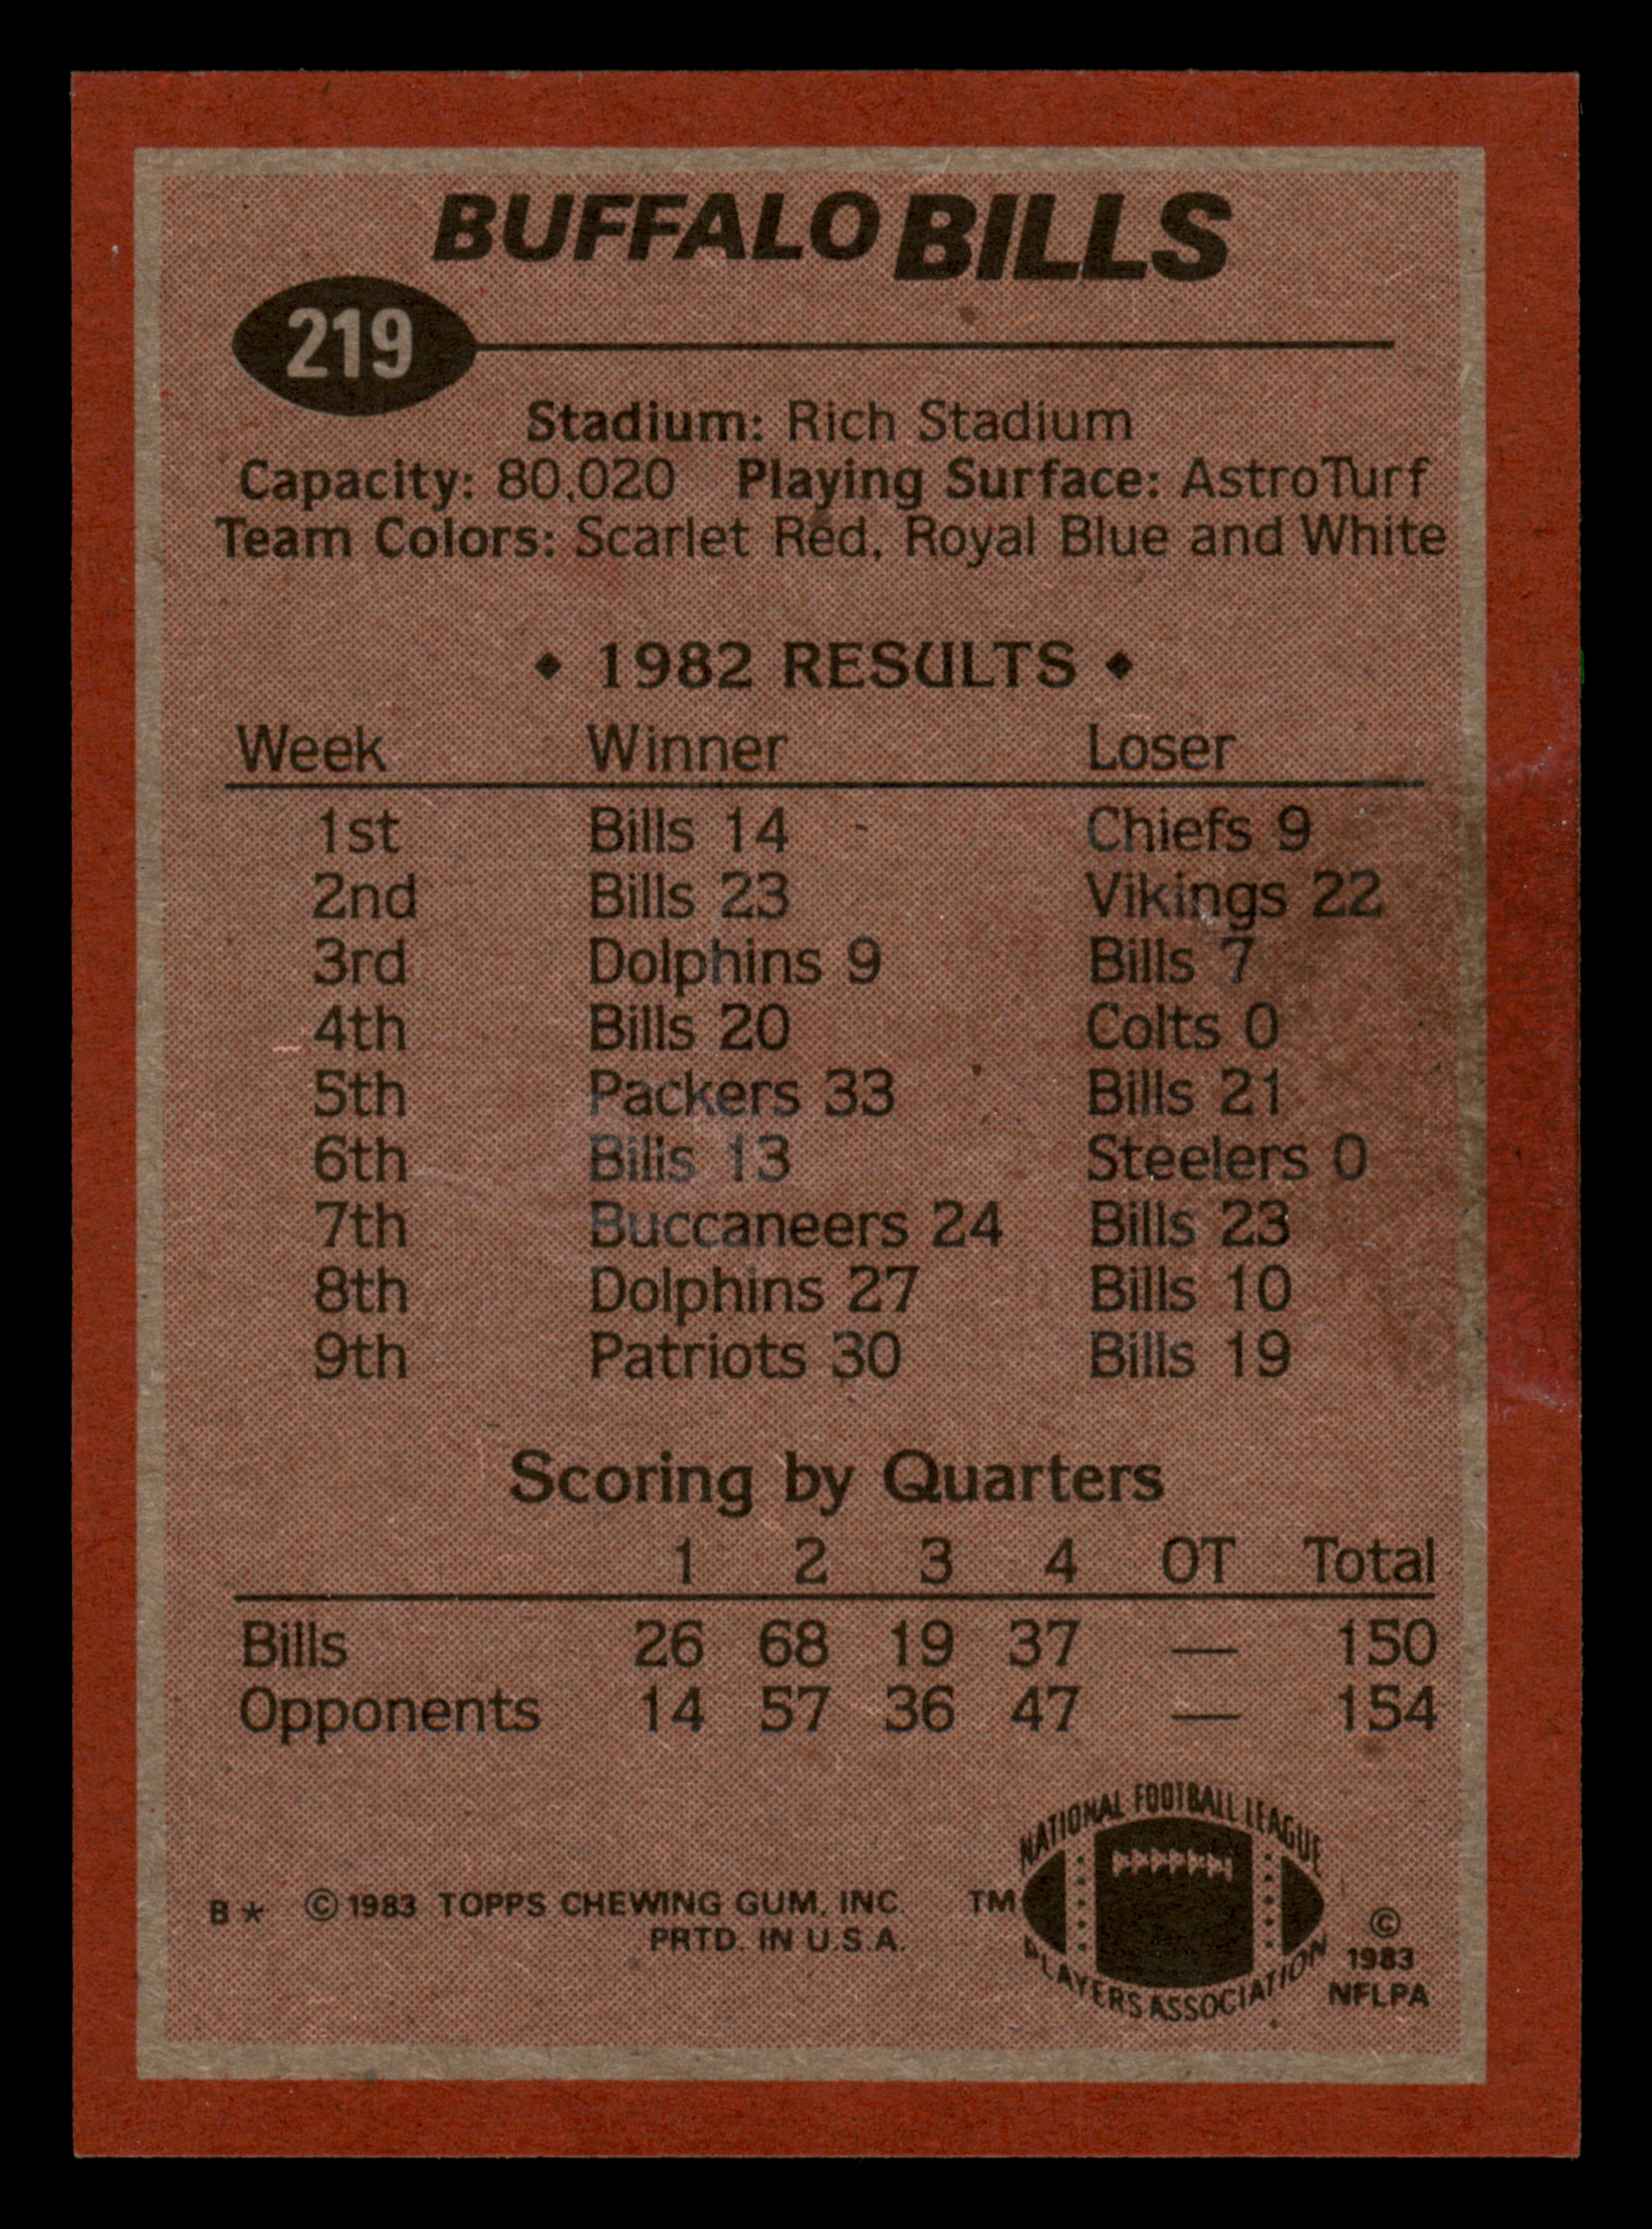 BUFFALO BILLS
219
Stadium: Rich Stadium
Capacity: 80,020 Playing Surface: AstroTurf
Team Colors: Scarlet Red, Royal Blue and White
◆ 1982 RESULTS ◆
Week Winner Loser
1st Bills 14 Chiefs 9
2nd Bills 23 Vikings 22
3rd Dolphins 9 Bills 7
4th Bills 20 Colts 0
5th Packers 33 Bills 21
6th Bills 13 Steelers 0
7th Buccaneers 24 Bills 23
8th Dolphins 27 Bills 10
9th Patriots 30 Bills 19
Scoring by Quarters
1 2 3 4 OT Total
Bills 26 68 19 37 — 150
Opponents 14 57 36 47 — 154
B* © 1983 TOPPS CHEWING GUM, INC.
PRTD. IN U.S.A.
TM
NATIONAL FOOTBALL LEAGUE
PLAYERS ASSOCIATION
©
1983
NFLPA